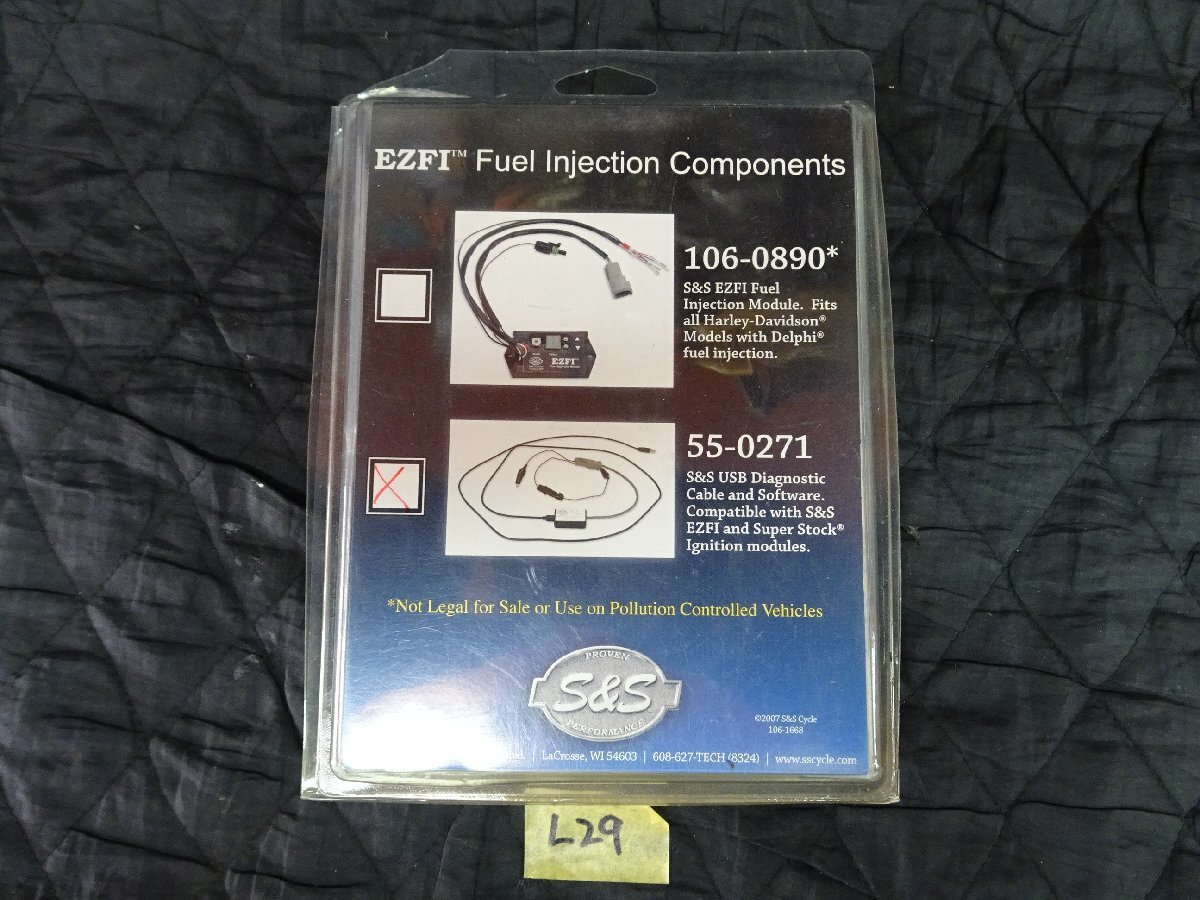 EZFI™ Fuel Injection Components
106-0890*
S&S EZFI Fuel
Injection Module. Fits
all Harley-Davidson®
Models with Delphi®
fuel injection.
EZFI™
55-0271
S&S USB Diagnostic
Cable and Software.
Compatible with S&S
EZFI and Super Stock®
Ignition modules.
*Not Legal for Sale or Use on Pollution Controlled Vehicles
PROVEN
S&S
PERFORMANCE
©2007 S&S Cycle
106-1668
| LaCrosse, WI 54603 | 608-627-TECH (8324) | www.sscycle.com
L29